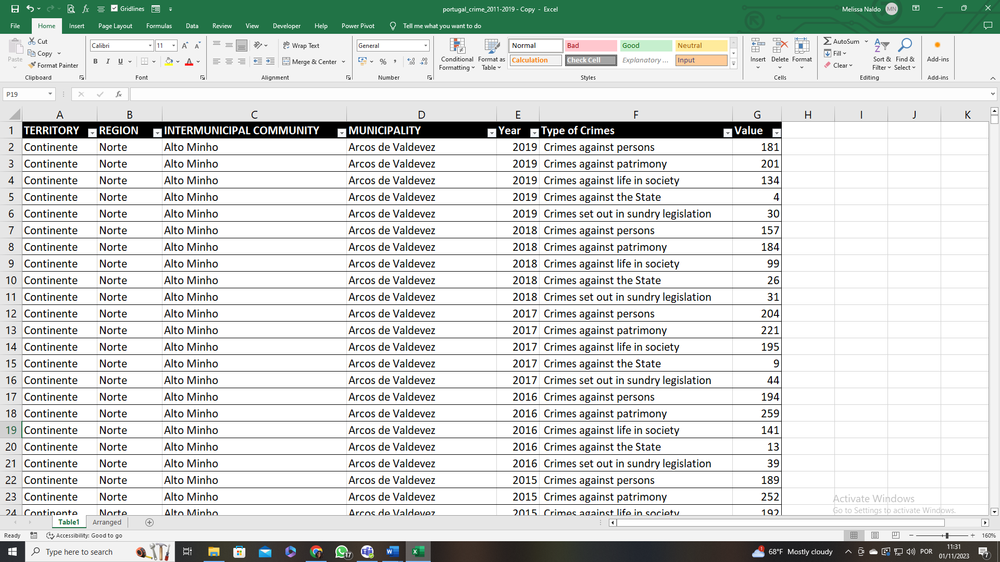 Gridlines
portugal_crime_2011-2019 - Copy - Excel
Melissa Naldo MN
File Home Insert Page Layout Formulas Data Review View Developer Help Power Pivot Tell me what you want to do
Paste
Cut
Copy
Format Painter
Clipboard
Calibri 11
B I U
Font
Wrap Text
Merge & Center
Alignment
General
Number
Conditional Formatting
Format as Table
Normal Bad Good Neutral
Calculation Check Cell Explanatory ... Input
Styles
Insert Delete Format
Cells
AutoSum
Fill
Clear
Sort & Filter
Find & Select
Editing
Add-ins
Add-ins
P19 fx
A B C D E F G H I J K
1 TERRITORY REGION INTERMUNICIPAL COMMUNITY MUNICIPALITY Year Type of Crimes Value
2 Continente Norte Alto Minho Arcos de Valdevez 2019 Crimes against persons 181
3 Continente Norte Alto Minho Arcos de Valdevez 2019 Crimes against patrimony 201
4 Continente Norte Alto Minho Arcos de Valdevez 2019 Crimes against life in society 134
5 Continente Norte Alto Minho Arcos de Valdevez 2019 Crimes against the State 4
6 Continente Norte Alto Minho Arcos de Valdevez 2019 Crimes set out in sundry legislation 30
7 Continente Norte Alto Minho Arcos de Valdevez 2018 Crimes against persons 157
8 Continente Norte Alto Minho Arcos de Valdevez 2018 Crimes against patrimony 184
9 Continente Norte Alto Minho Arcos de Valdevez 2018 Crimes against life in society 99
10 Continente Norte Alto Minho Arcos de Valdevez 2018 Crimes against the State 26
11 Continente Norte Alto Minho Arcos de Valdevez 2018 Crimes set out in sundry legislation 31
12 Continente Norte Alto Minho Arcos de Valdevez 2017 Crimes against persons 204
13 Continente Norte Alto Minho Arcos de Valdevez 2017 Crimes against patrimony 221
14 Continente Norte Alto Minho Arcos de Valdevez 2017 Crimes against life in society 195
15 Continente Norte Alto Minho Arcos de Valdevez 2017 Crimes against the State 9
16 Continente Norte Alto Minho Arcos de Valdevez 2017 Crimes set out in sundry legislation 44
17 Continente Norte Alto Minho Arcos de Valdevez 2016 Crimes against persons 194
18 Continente Norte Alto Minho Arcos de Valdevez 2016 Crimes against patrimony 259
19 Continente Norte Alto Minho Arcos de Valdevez 2016 Crimes against life in society 141
20 Continente Norte Alto Minho Arcos de Valdevez 2016 Crimes against the State 13
21 Continente Norte Alto Minho Arcos de Valdevez 2016 Crimes set out in sundry legislation 39
22 Continente Norte Alto Minho Arcos de Valdevez 2015 Crimes against persons 189
23 Continente Norte Alto Minho Arcos de Valdevez 2015 Crimes against patrimony 252
24 Continente Norte Alto Minho Arcos de Valdevez 2015 Crimes against life in society 192
Activate Windows
Go to Settings to activate Windows.
Table1 Arranged
Ready Accessibility: Good to go 160%
Type here to search
17
1 68°F Mostly cloudy POR
11:31
01/11/2023
7